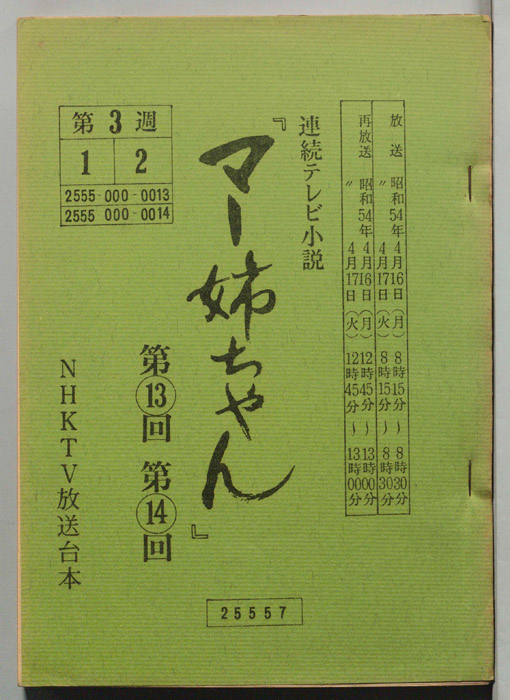 放送 昭和54年4月16日(月) 8時15分～8時30分
〃 4月17日(火) 8時15分～8時30分
再放送 昭和54年4月16日(月) 12時45分～13時00分
〃 4月17日(火) 12時45分～13時00分
連続テレビ小説
『マー姉ちゃん』
第⑬回 第⑭回
第3週
1 2
2555-000-0013
2555 000-0014
NHKTV放送台本
25557